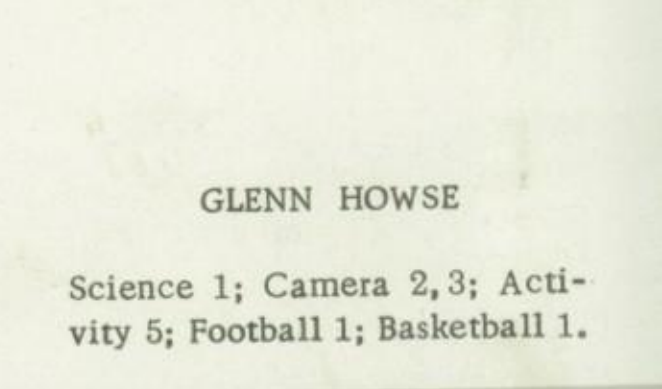 GLENN HOWSE
Science 1; Camera 2,3; Acti-
vity 5; Football 1; Basketball 1.